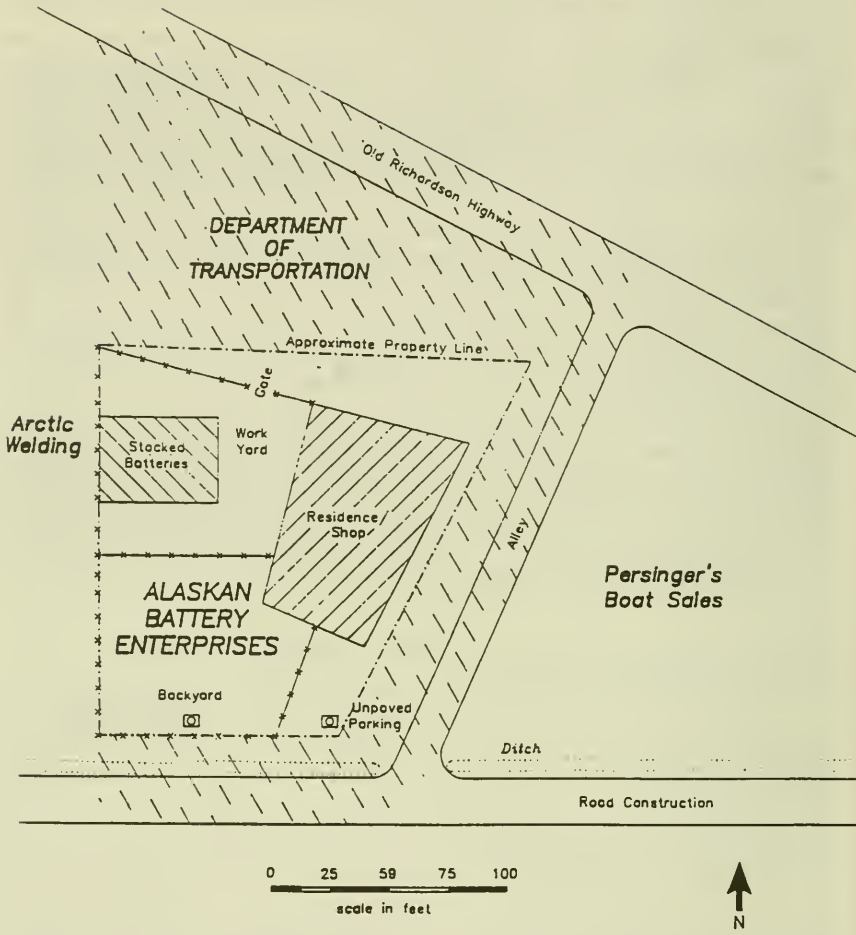 Old Richardson Highway
DEPARTMENT
OF
TRANSPORTATION
Approximate Property Line
Gate
Arctic
Welding
Stacked
Batteries
Work
Yard
Residence
Shop
Alley
Persinger's
Boat Sales
ALASKAN
BATTERY
ENTERPRISES
Backyard
Unpaved
Parking
Ditch
Road Construction
0 25 59 75 100
scale in feet
N